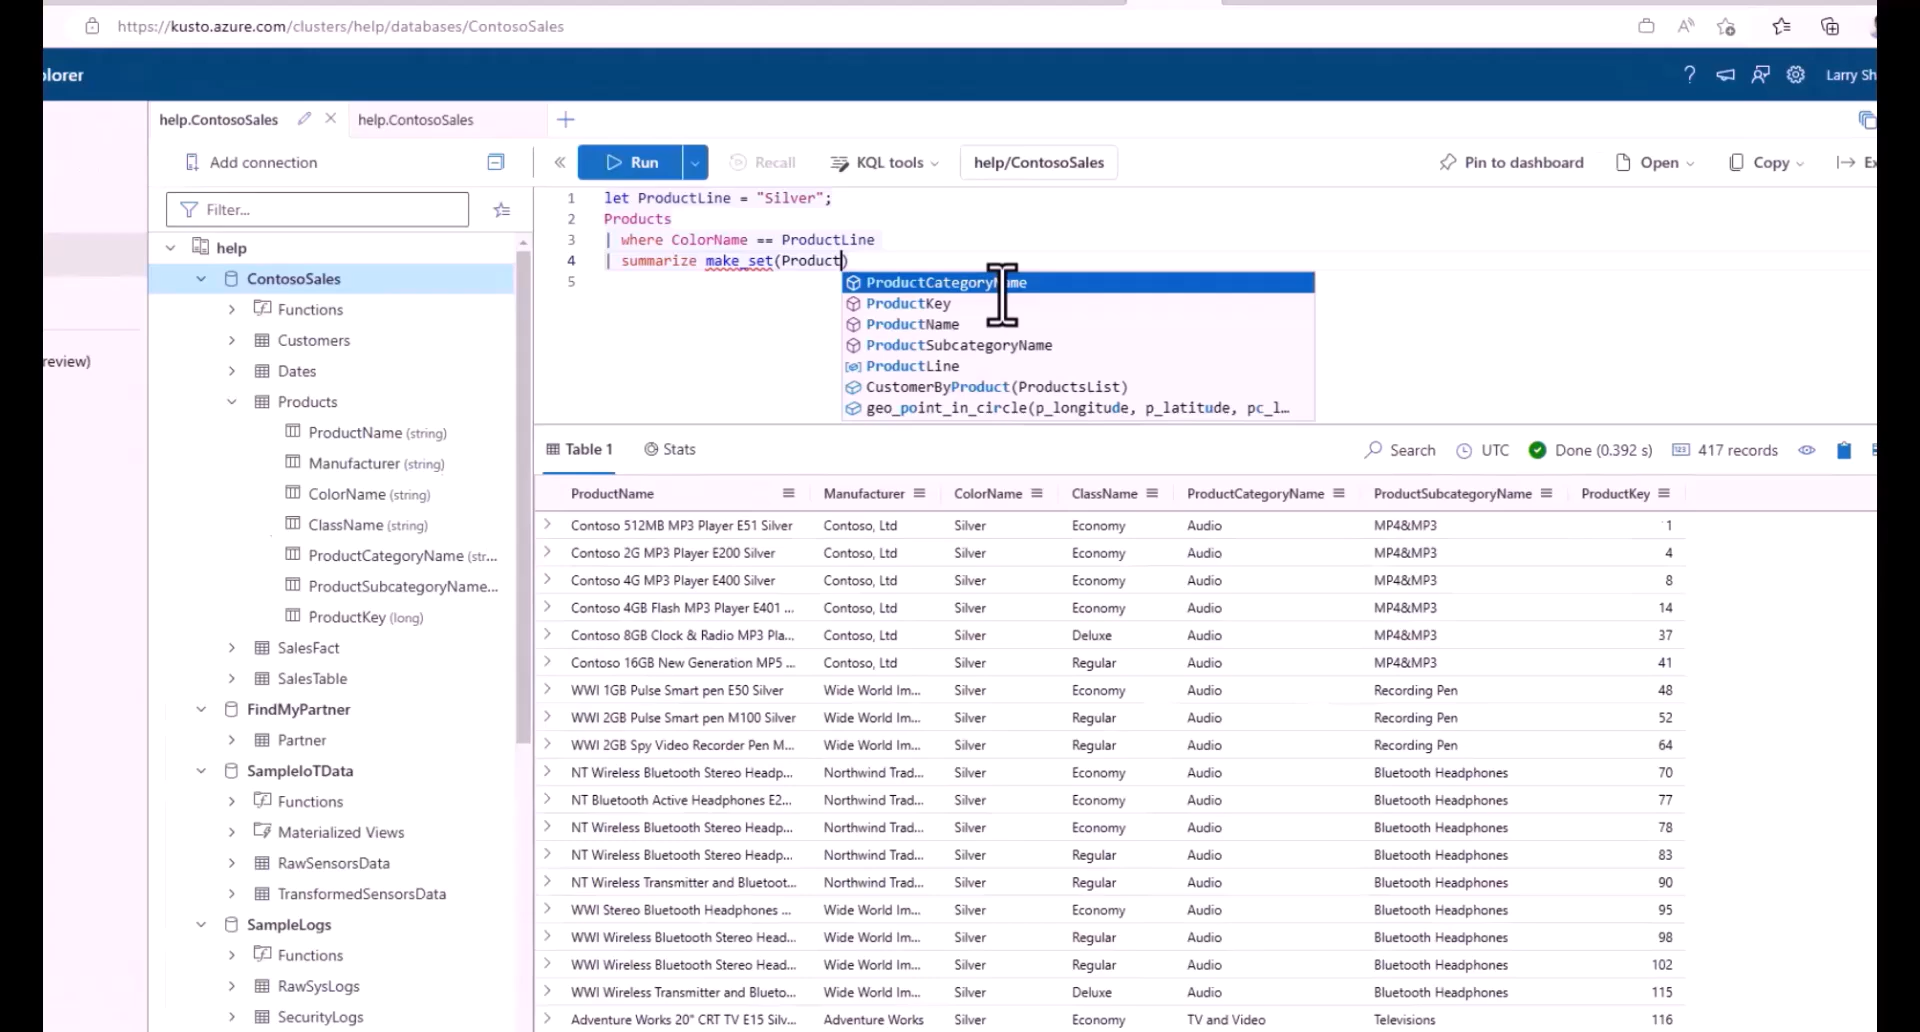 https://kusto.azure.com/clusters/help/databases/ContosoSales
plorer
Larry Sh
help.ContosoSales
help.ContosoSales
Add connection
Run
Recall
KQL tools
help/ContosoSales
Pin to dashboard
Open
Copy
Ex
Filter...
1 let ProductLine = "Silver";
2 Products
3 | where ColorName == ProductLine
4 | summarize make_set(Product)
5
ProductCategoryName
ProductKey
ProductName
ProductSubcategoryName
ProductLine
CustomerByProduct(ProductsList)
geo_point_in_circle(p_longitude, p_latitude, pc_l…
review)
help
ContosoSales
Functions
Customers
Dates
Products
ProductName (string)
Manufacturer (string)
ColorName (string)
ClassName (string)
ProductCategoryName (str...
ProductSubcategoryName...
ProductKey (long)
SalesFact
SalesTable
FindMyPartner
Partner
SampleIoTData
Functions
Materialized Views
RawSensorsData
TransformedSensorsData
SampleLogs
Functions
RawSysLogs
SecurityLogs
Table 1
Stats
Search
UTC
Done (0.392 s)
417 records
ProductName Manufacturer ColorName ClassName ProductCategoryName ProductSubcategoryName ProductKey
Contoso 512MB MP3 Player E51 Silver Contoso, Ltd Silver Economy Audio MP4&MP3 1
Contoso 2G MP3 Player E200 Silver Contoso, Ltd Silver Economy Audio MP4&MP3 4
Contoso 4G MP3 Player E400 Silver Contoso, Ltd Silver Economy Audio MP4&MP3 8
Contoso 4GB Flash MP3 Player E401 ... Contoso, Ltd Silver Economy Audio MP4&MP3 14
Contoso 8GB Clock & Radio MP3 Pla... Contoso, Ltd Silver Deluxe Audio MP4&MP3 37
Contoso 16GB New Generation MP5 ... Contoso, Ltd Silver Regular Audio MP4&MP3 41
WWI 1GB Pulse Smart pen E50 Silver Wide World Im... Silver Economy Audio Recording Pen 48
WWI 2GB Pulse Smart pen M100 Silver Wide World Im... Silver Regular Audio Recording Pen 52
WWI 2GB Spy Video Recorder Pen M... Wide World Im... Silver Regular Audio Recording Pen 64
NT Wireless Bluetooth Stereo Headp... Northwind Trad... Silver Economy Audio Bluetooth Headphones 70
NT Bluetooth Active Headphones E2... Northwind Trad... Silver Economy Audio Bluetooth Headphones 77
NT Wireless Bluetooth Stereo Headp... Northwind Trad... Silver Economy Audio Bluetooth Headphones 78
NT Wireless Bluetooth Stereo Headp... Northwind Trad... Silver Regular Audio Bluetooth Headphones 83
NT Wireless Transmitter and Bluetoot... Northwind Trad... Silver Regular Audio Bluetooth Headphones 90
WWI Stereo Bluetooth Headphones ... Wide World Im... Silver Economy Audio Bluetooth Headphones 95
WWI Wireless Bluetooth Stereo Head... Wide World Im... Silver Regular Audio Bluetooth Headphones 98
WWI Wireless Bluetooth Stereo Head... Wide World Im... Silver Regular Audio Bluetooth Headphones 102
WWI Wireless Transmitter and Blueto... Wide World Im... Silver Deluxe Audio Bluetooth Headphones 115
Adventure Works 20" CRT TV E15 Silv... Adventure Works Silver Economy TV and Video Televisions 116